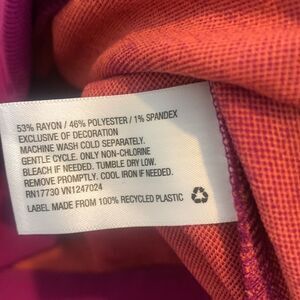 53% RAYON / 46% POLYESTER / 1% SPANDEX
EXCLUSIVE OF DECORATION
MACHINE WASH COLD SEPARATELY.
GENTLE CYCLE. ONLY NON-CHLORINE
BLEACH IF NEEDED. TUMBLE DRY LOW.
REMOVE PROMPTLY. COOL IRON IF NEEDED.
RN17730 VN1247024
LABEL MADE FROM 100% RECYCLED PLASTIC